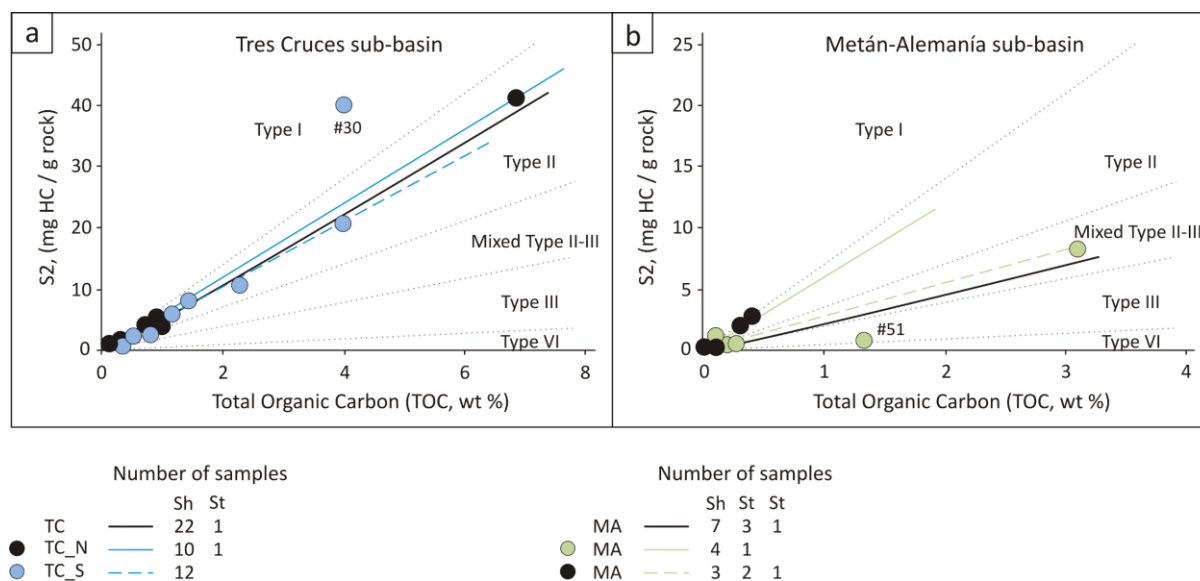 a
Tres Cruces sub-basin
50
40
30
20
10
0
S2, (mg HC / g rock)
Type I
#30
Type II
Mixed Type II-III
Type III
Type VI
0 2 4 6 8
Total Organic Carbon (TOC, wt %)
b
Metán-Alemanía sub-basin
25
20
15
10
5
0
S2, (mg HC / g rock)
Type I
Type II
Mixed Type II-III
Type III
#51
Type VI
0 1 2 3 4
Total Organic Carbon (TOC, wt %)
Number of samples
Sh St
TC 22 1
TC_N 10 1
TC_S 12
Number of samples
Sh St St
MA 7 3 1
MA 4 1
MA 3 2 1